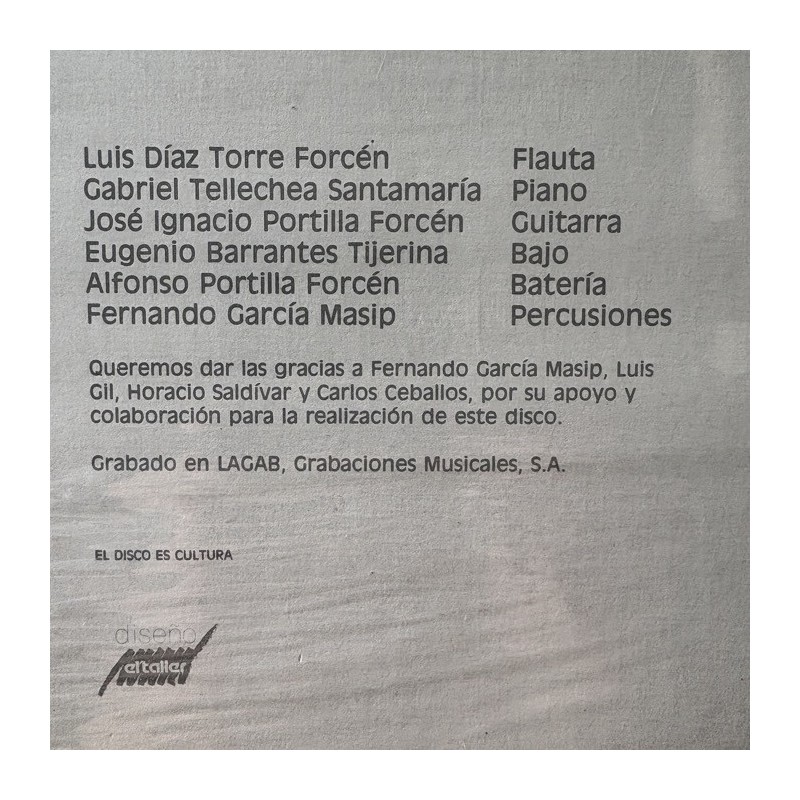 Luis Díaz Torre Forcén Flauta
Gabriel Tellechea Santamaría Piano
José Ignacio Portilla Forcén Guitarra
Eugenio Barrantes Tijerina Bajo
Alfonso Portilla Forcén Batería
Fernando García Masip Percusiones
Queremos dar las gracias a Fernando García Masip, Luis
Gil, Horacio Saldívar y Carlos Ceballos, por su apoyo y
colaboración para la realización de este disco.
Grabado en LAGAB, Grabaciones Musicales, S.A.
EL DISCO ES CULTURA
diseño
eltaller